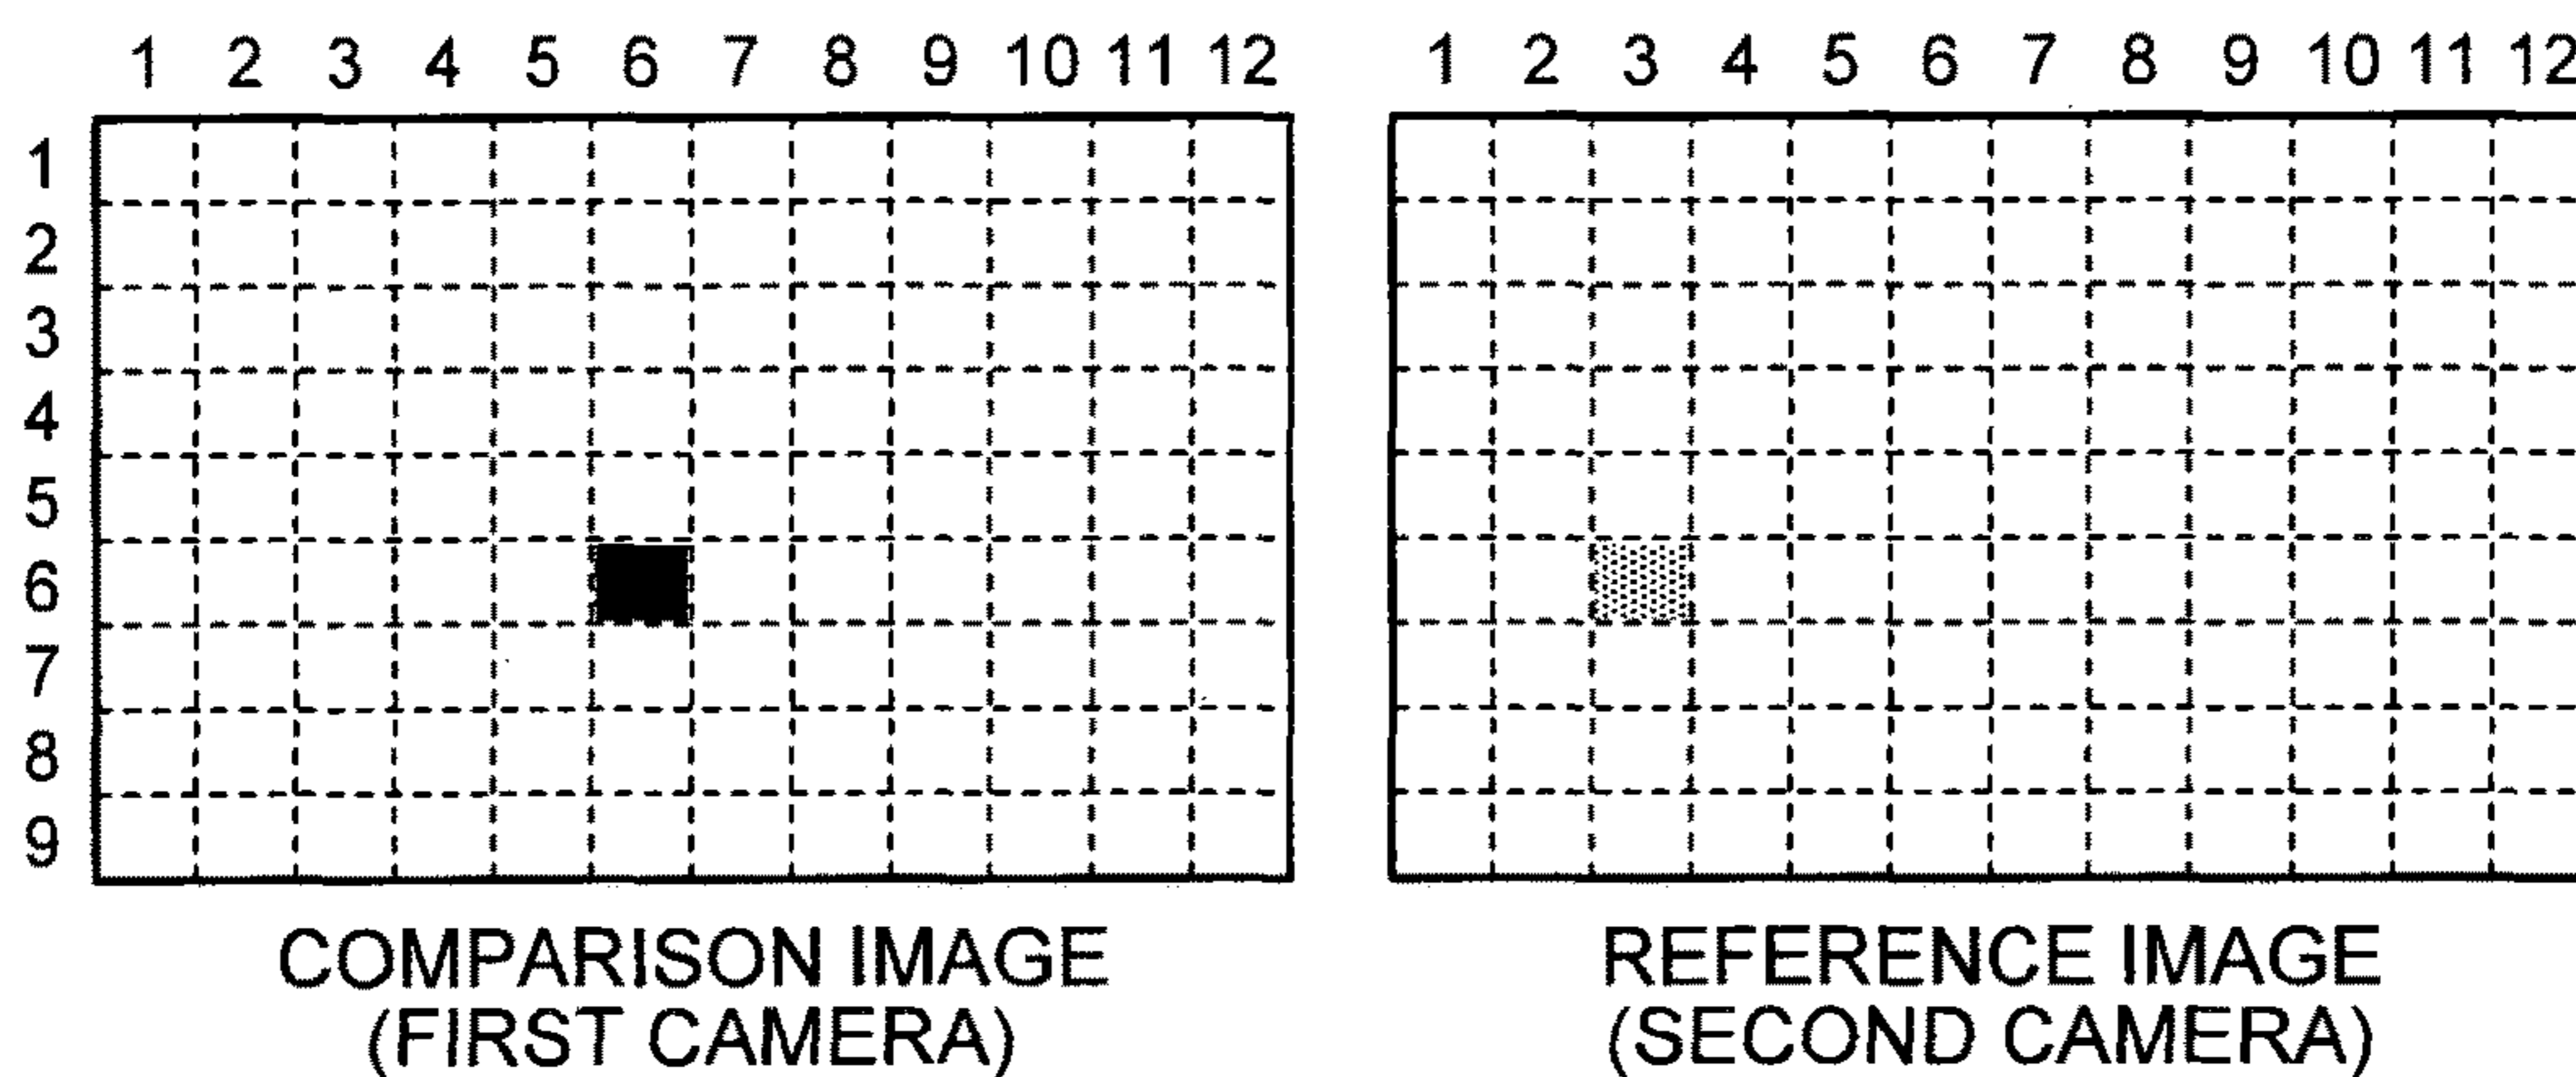 1 2 3 4 5 6 7 8 9 10 11 12
1 2 3 4 5 6 7 8 9 10 11 12
1
2
3
4
5
6
7
8
9
COMPARISON IMAGE
(FIRST CAMERA)
REFERENCE IMAGE
(SECOND CAMERA)